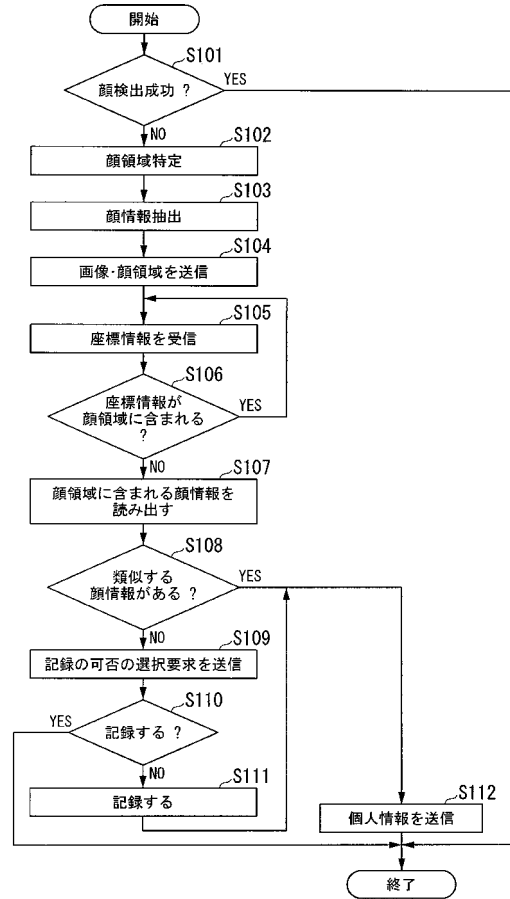 開始
S101
顔検出成功 ?
YES
NO
S102
顔領域特定
S103
顔情報抽出
S104
画像・顔領域を送信
S105
座標情報を受信
S106
座標情報が
顔領域に含まれる
?
YES
NO
S107
顔領域に含まれる顔情報を
読み出す
S108
類似する
顔情報がある ?
YES
NO
S109
記録の可否の選択要求を送信
S110
記録する ?
YES
NO
S111
記録する
S112
個人情報を送信
終了